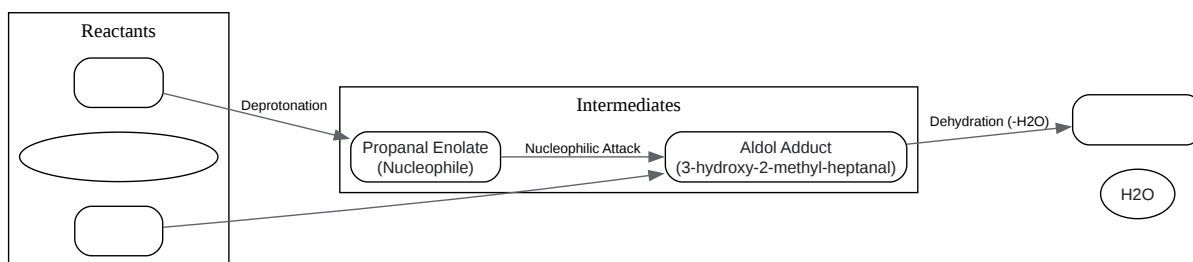 Reactants
Deprotonation
Intermediates
Propanal Enolate
(Nucleophile)
Nucleophilic Attack
Aldol Adduct
(3-hydroxy-2-methyl-heptanal)
Dehydration (-H2O)
H2O